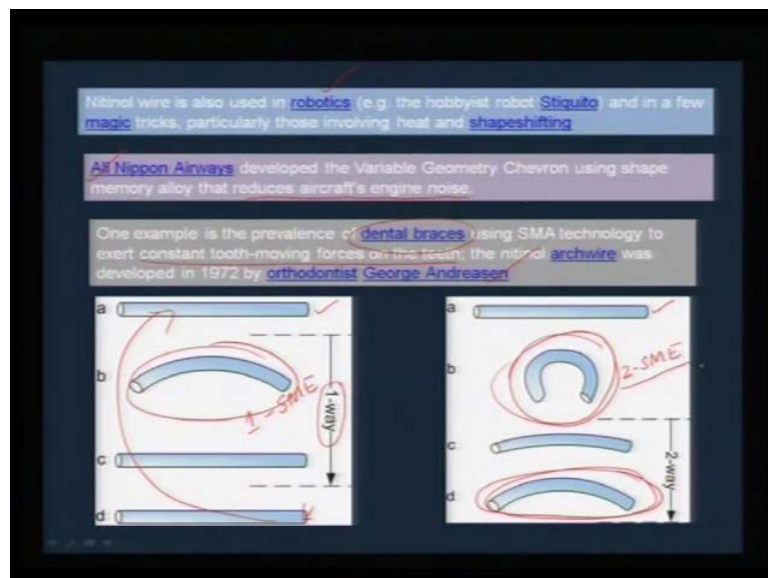 Nitinol wire is also used in robotics (e.g. the hobbyist robot Stiquito) and in a few
magic tricks, particularly those involving heat and shapeshifting
All Nippon Airways developed the Variable Geometry Chevron using shape
memory alloy that reduces aircraft's engine noise.
One example is the prevalence of dental braces using SMA technology to
exert constant tooth-moving forces on the teeth; the nitinol archwire was
developed in 1972 by orthodontist George Andreasen
a
b
c
d
1-way
1-SME
a
b
c
d
2-way
2-SME